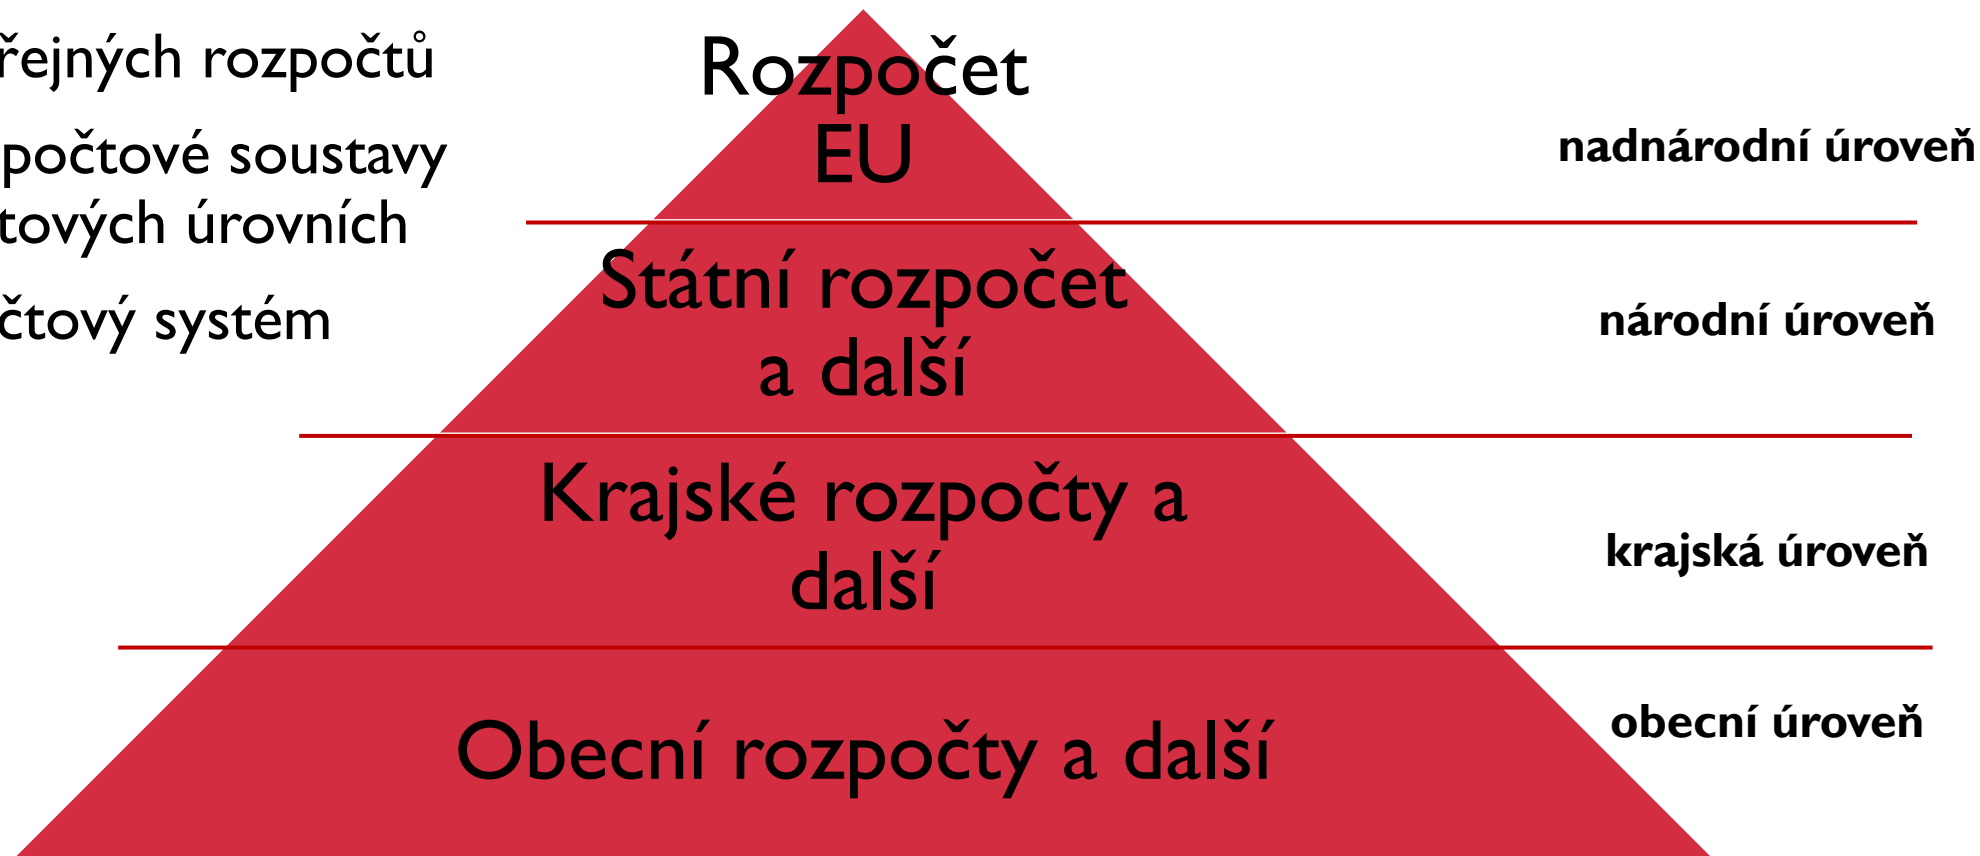 řejných rozpočtů
počtové soustavy
tových úrovních
čtový systém
Rozpočet
EU
nadnárodní úroveň
Státní rozpočet
a další
národní úroveň
Krajské rozpočty a
další
krajská úroveň
Obecní rozpočty a další
obecní úroveň